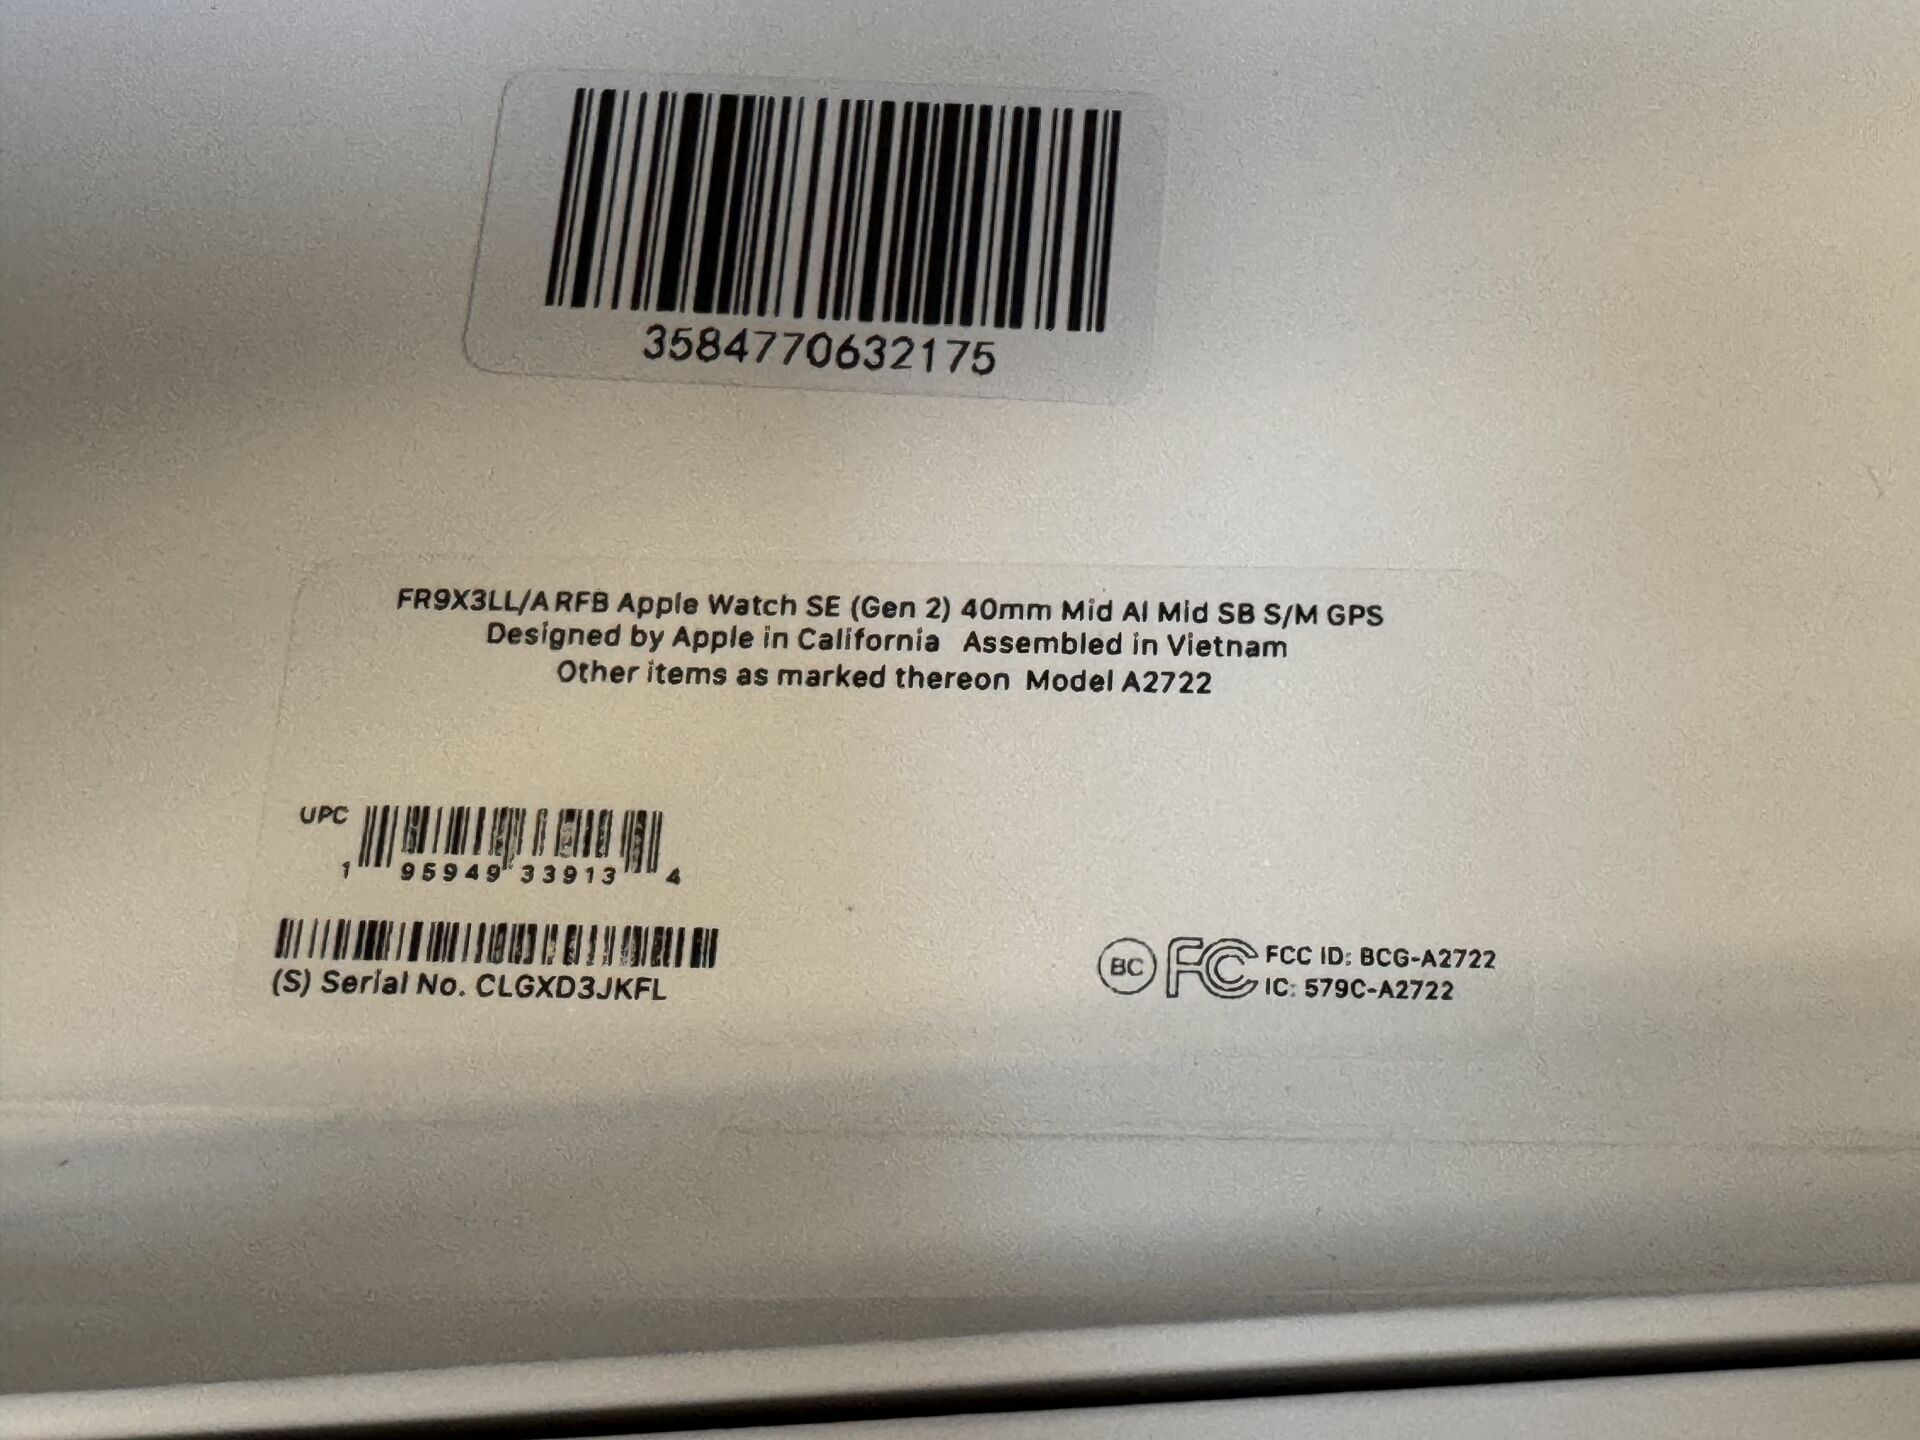 3584770632175
FR9X3LL/A RFB Apple Watch SE (Gen 2) 40mm Mid Al Mid SB S/M GPS
Designed by Apple in California Assembled in Vietnam
Other items as marked thereon Model A2722
UPC
1 95949 33913 4
(S) Serial No. CLGXD3JKFL
BC FC FCC ID: BCG-A2722
IC: 579C-A2722